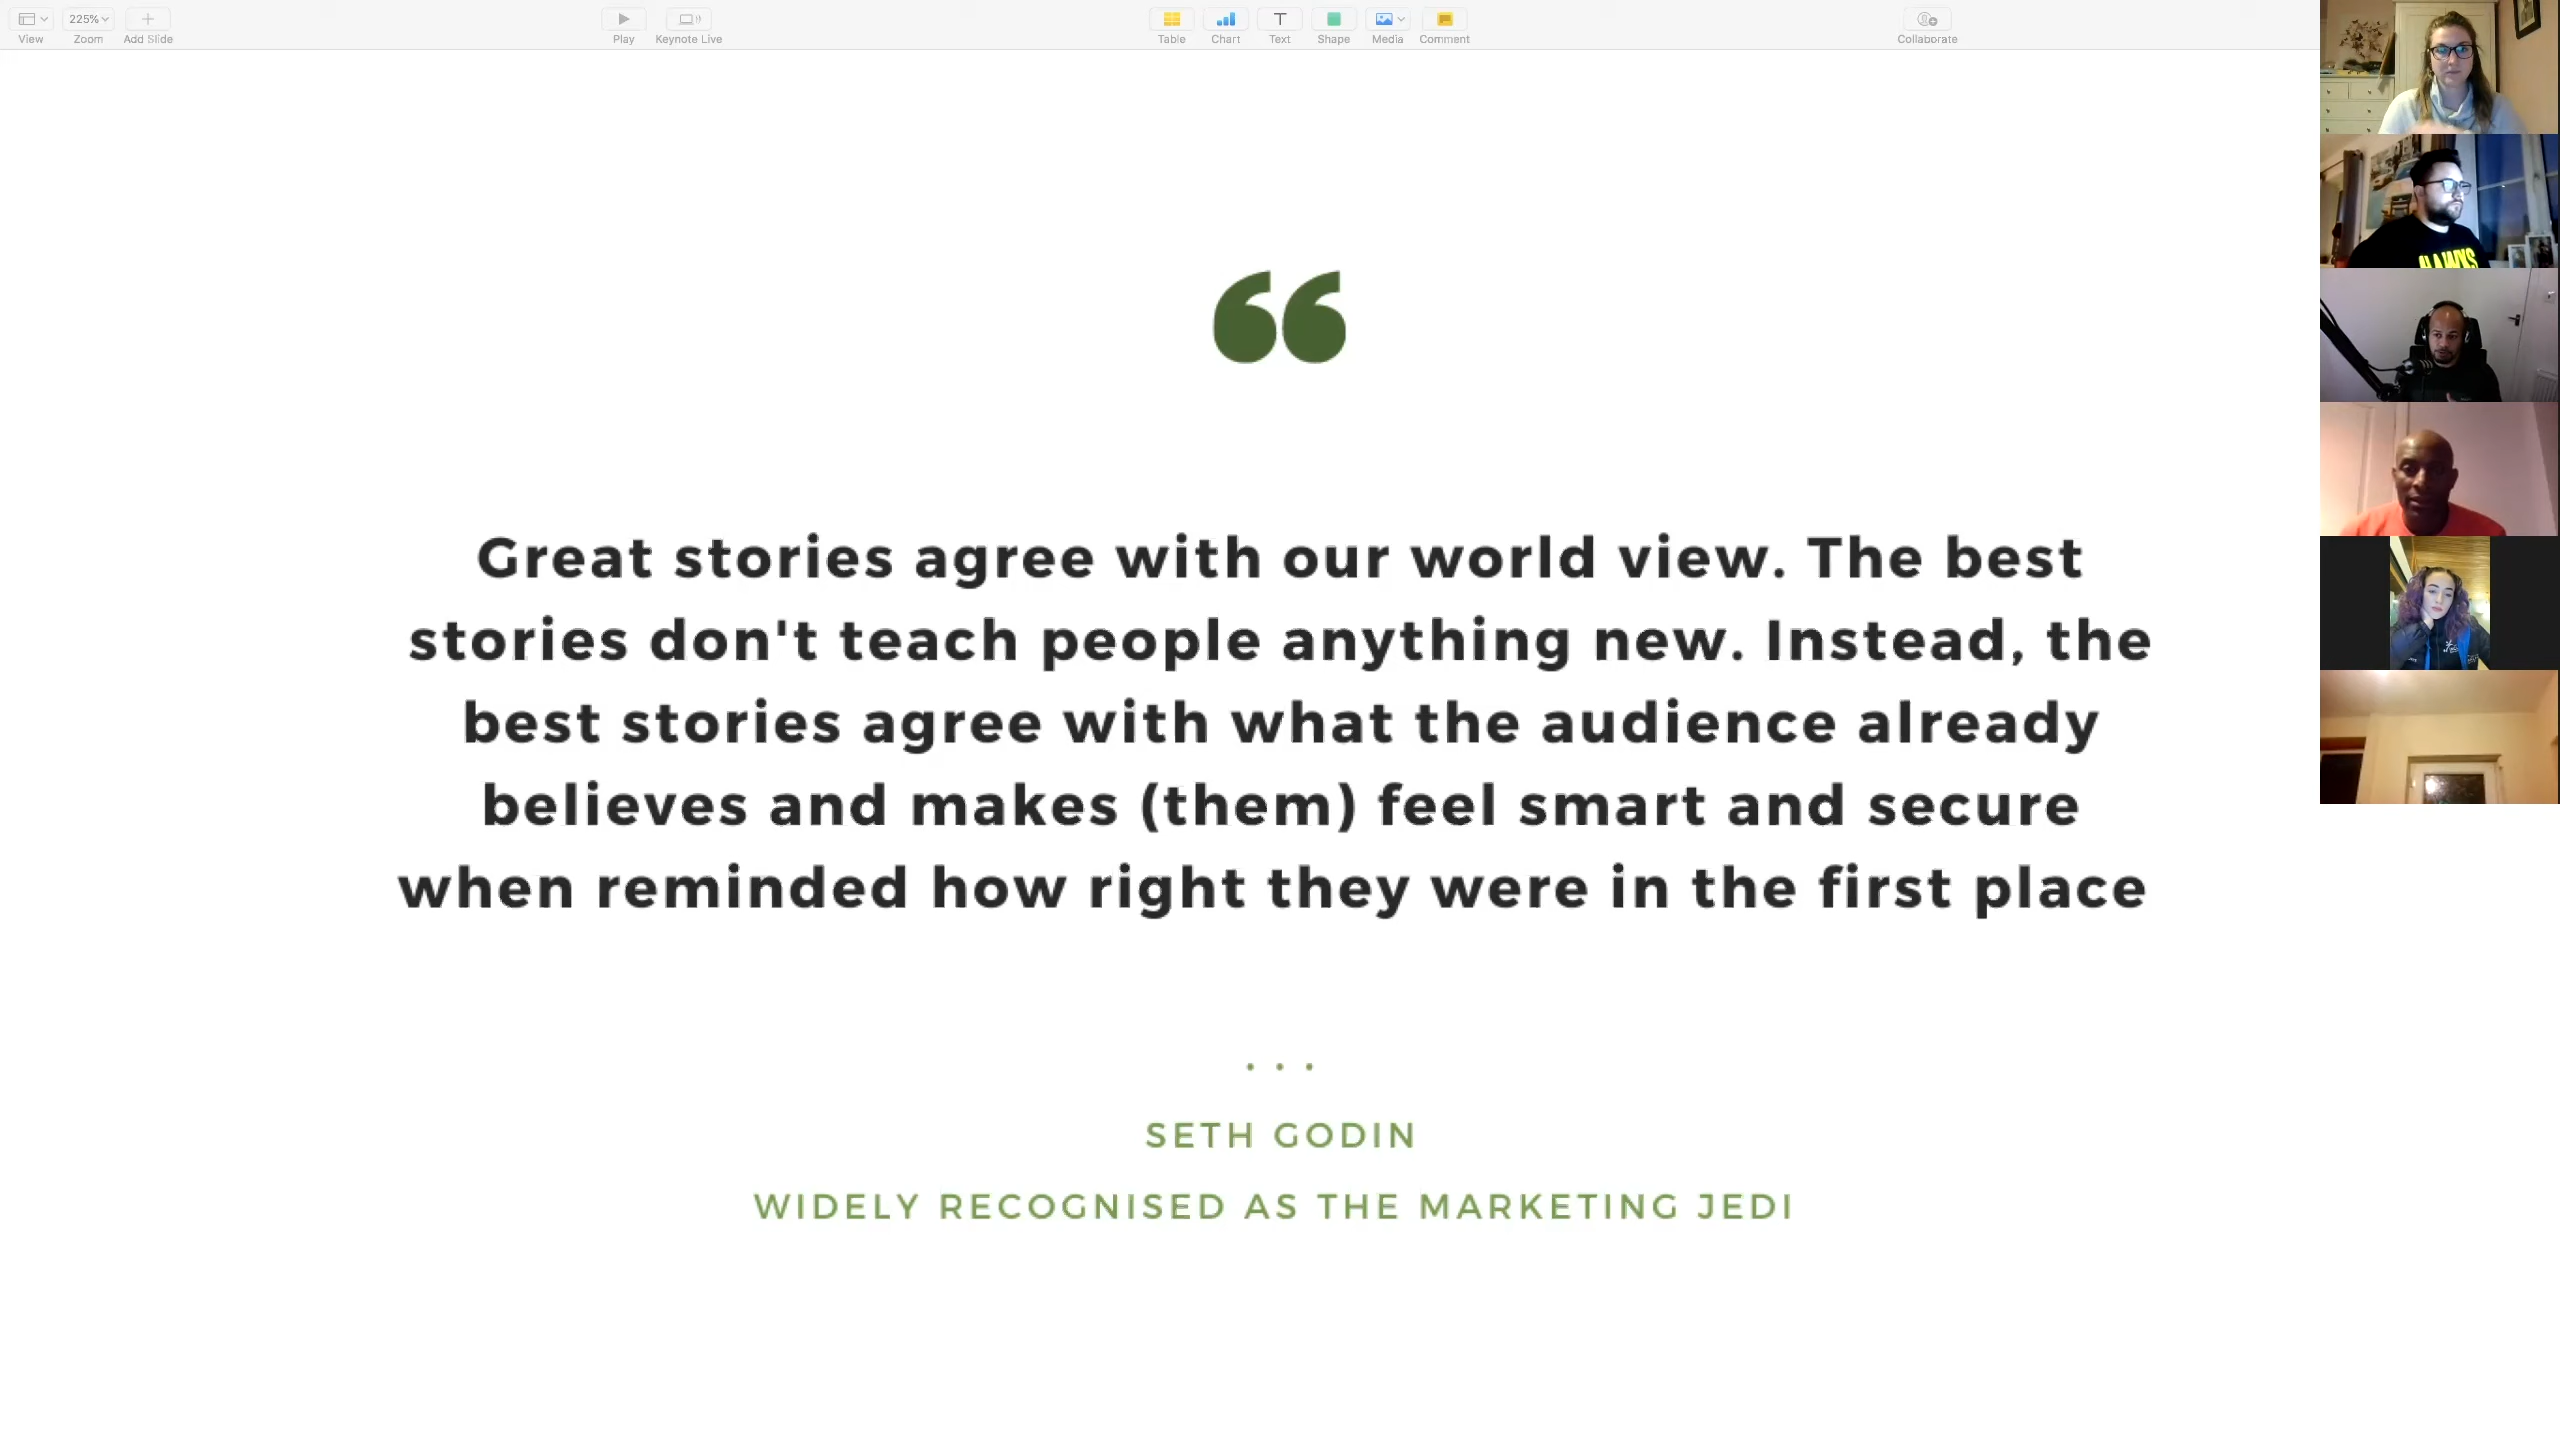 225%
View
Zoom
Add Slide
Play
Keynote Live
Table
Chart
Text
Shape
Media
Comment
Collaborate
HAWKS
Great stories agree with our world view. The best
stories don't teach people anything new. Instead, the
best stories agree with what the audience already
believes and makes (them) feel smart and secure
when reminded how right they were in the first place
SETH GODIN
WIDELY RECOGNISED AS THE MARKETING JEDI